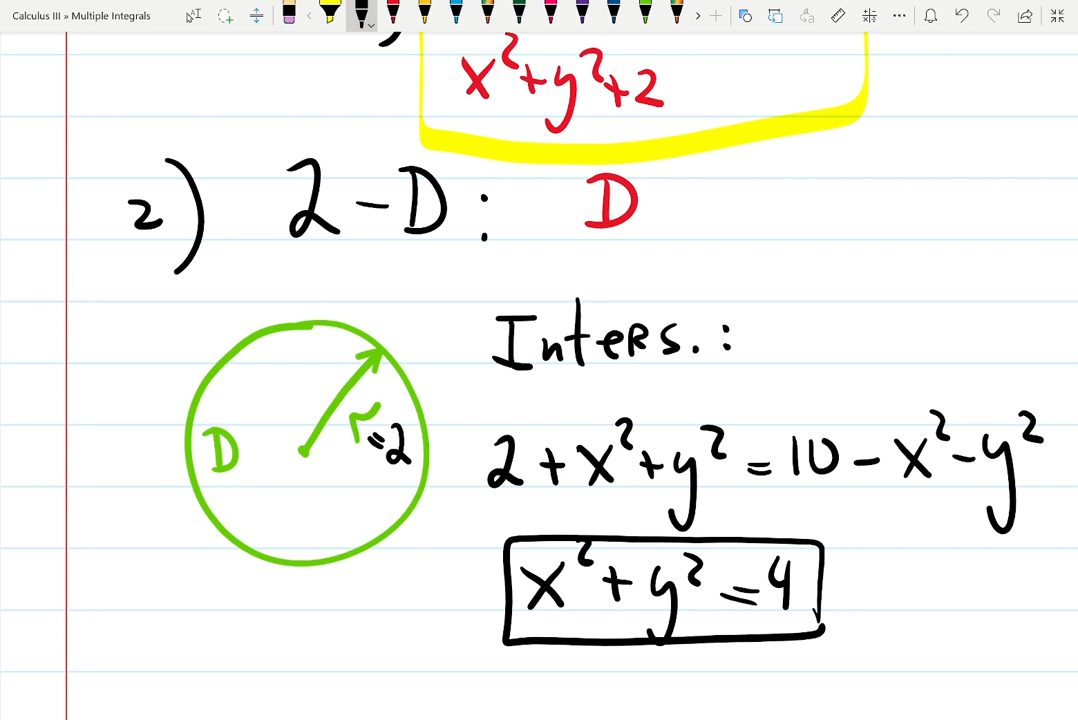 Calculus III » Multiple Integrals
x²+y²+2
2) 2-D: D
Inters.:
D r=2
2+x²+y²=10-x²-y²
x²+y²=4